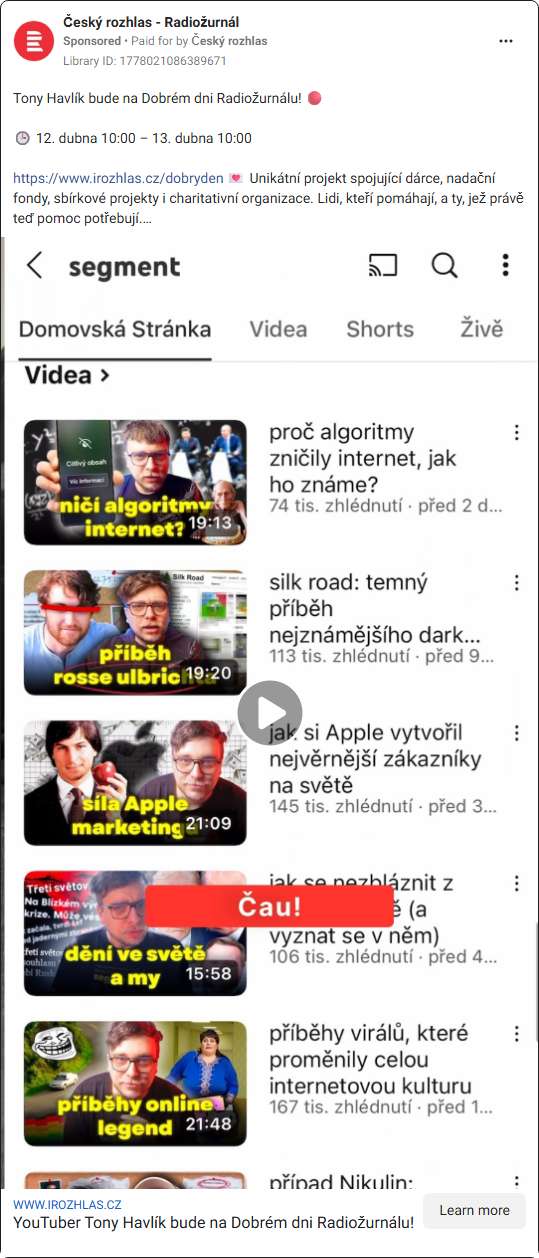 Český rozhlas - Radiožurnál
Sponsored • Paid for by Český rozhlas
Library ID: 1778021086389671
Tony Havlík bude na Dobrém dni Radiožurnálu!
12. dubna 10:00 – 13. dubna 10:00
https://www.irozhlas.cz/dobryden 💌 Unikátní projekt spojující dárce, nadační
fondy, sbírkové projekty i charitativní organizace. Lidi, kteří pomáhají, a ty, jež právě
teď pomoc potřebují....
segment
Domovská Stránka Videa Shorts Živě
Videa >
Citlivý obsah
Víc informací
ničí algoritmy
internet?
19:13
proč algoritmy
zničily internet, jak
ho známe?
74 tis. zhlédnutí · před 2 d...
Silk Road
příběh
rosse ulbrichta
19:20
silk road: temný
příběh
nejznámějšího dark...
113 tis. zhlédnutí · před 9...
síla Apple
marketing
21:09
jak si Apple vytvořil
nejvěrnější zákazníky
na světě
145 tis. zhlédnutí · před 3...
Třetí světov
Na Blízkém vý
krize. Může vés
dění ve světě
a my
15:58
Čau!
jak se nezbláznit z
ě (a
vyznat se v něm)
106 tis. zhlédnutí · před 4...
příběhy online
legend
21:48
příběhy virálů, které
proměnily celou
internetovou kulturu
167 tis. zhlédnutí · před 1...
případ Nikulin:
WWW.IROZHLAS.CZ
YouTuber Tony Havlík bude na Dobrém dni Radiožurnálu!
Learn more